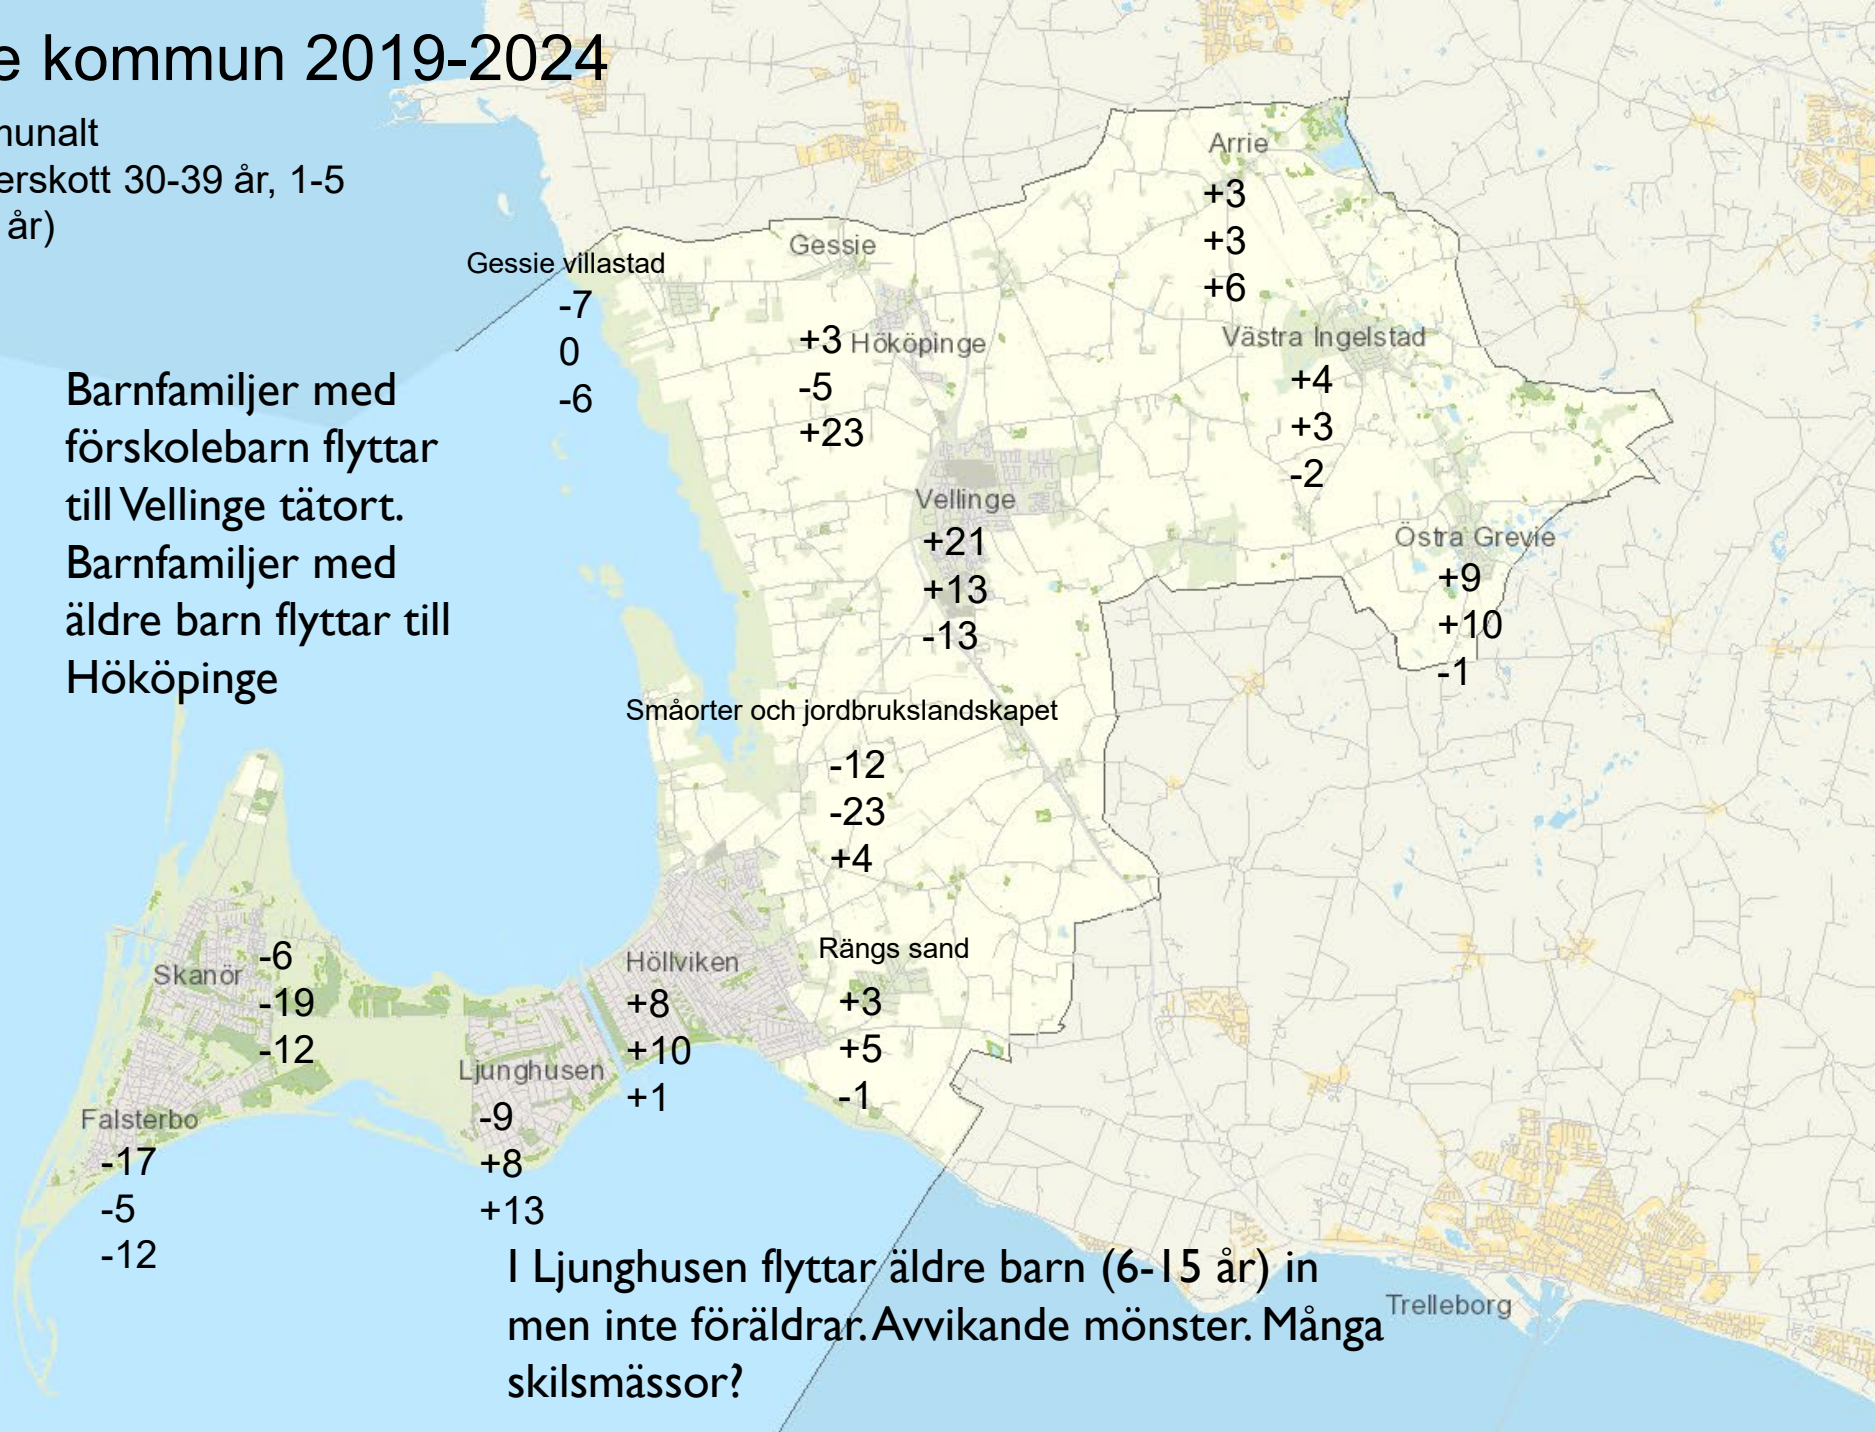 e kommun 2019-2024
munalt
erskott 30-39 år, 1-5
år)
Arrie
+3
+3
+6
Gessie villastad
-7
0
-6
Gessie
Hököpinge
+3
-5
+23
Västra Ingelstad
+4
+3
-2
Barnfamiljer med
förskolebarn flyttar
till Vellinge tätort.
Barnfamiljer med
äldre barn flyttar till
Hököpinge
Vellinge
+21
+13
-13
Östra Grevie
+9
+10
-1
Småorter och jordbrukslandskapet
-12
-23
+4
Skanör
-6
-19
-12
Höllviken
+8
+10
+1
Rängs sand
+3
+5
-1
Ljunghusen
-9
+8
+13
Falsterbo
-17
-5
-12
I Ljunghusen flyttar äldre barn (6-15 år) in
men inte föräldrar. Avvikande mönster. Många
skilsmässor?
Trelleborg